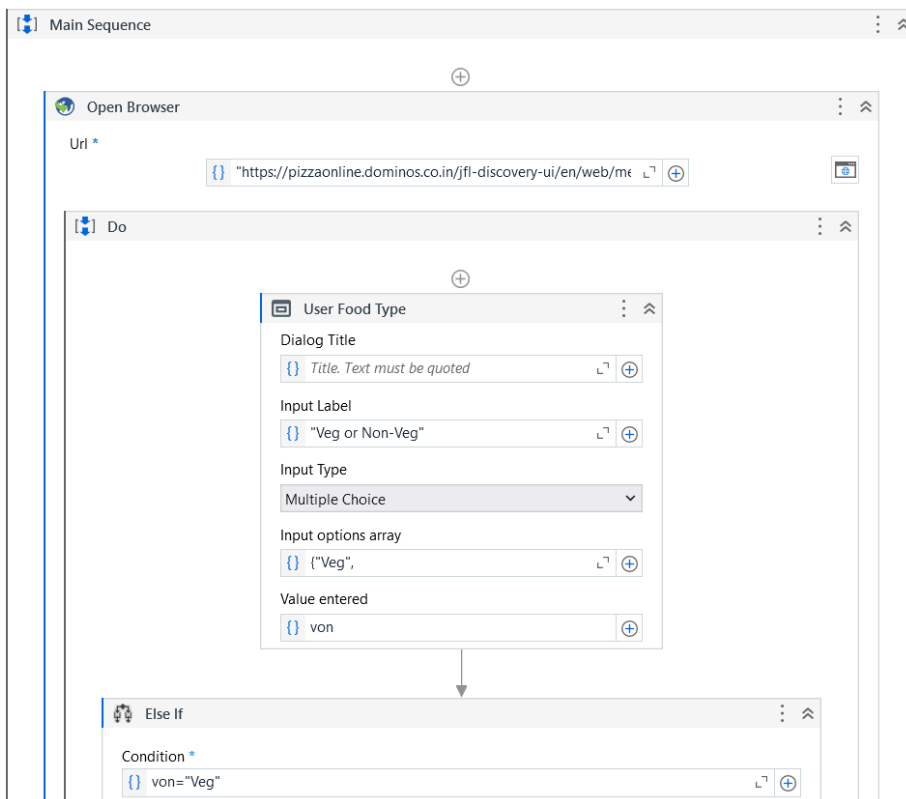 Main Sequence
Open Browser
Url *
{} "https://pizzaonline.dominos.co.in/jfl-discovery-ui/en/web/me
Do
User Food Type
Dialog Title
{} Title. Text must be quoted
Input Label
{} "Veg or Non-Veg"
Input Type
Multiple Choice
Input options array
{} {"Veg",
Value entered
{} von
Else If
Condition *
{} von="Veg"